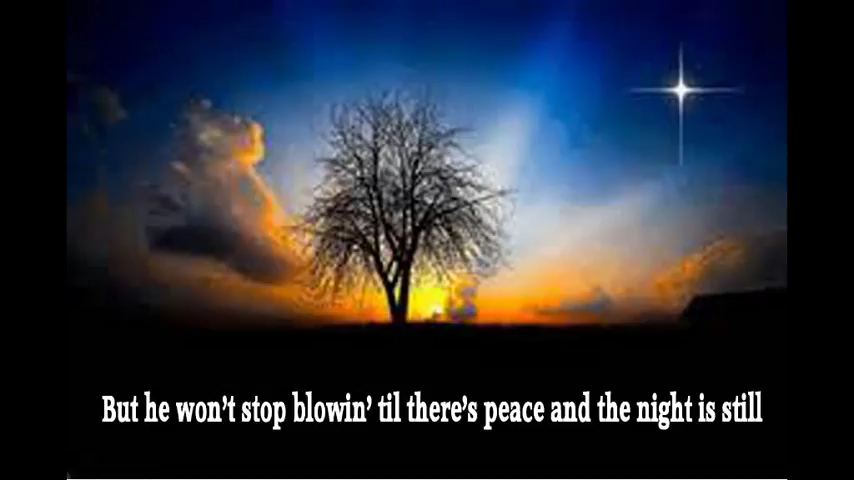 But he won't stop blowin' til there's peace and the night is still